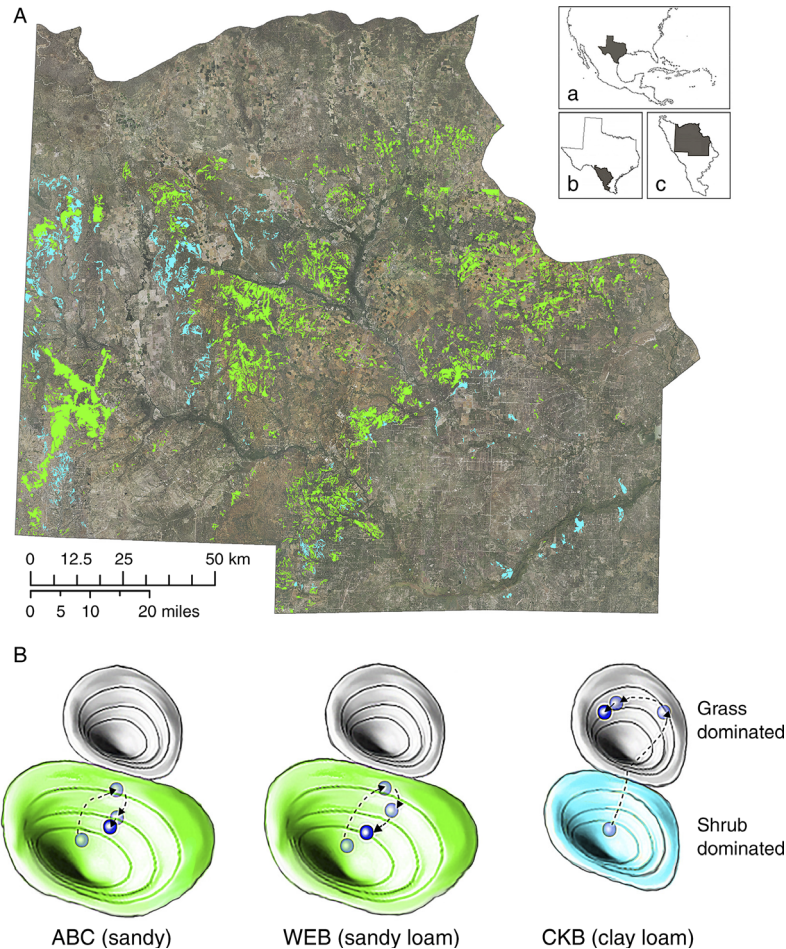 A
a
b
c
0 12.5 25 50 km
0 5 10 20 miles
B
Grass
dominated
Shrub
dominated
ABC (sandy)
WEB (sandy loam)
CKB (clay loam)